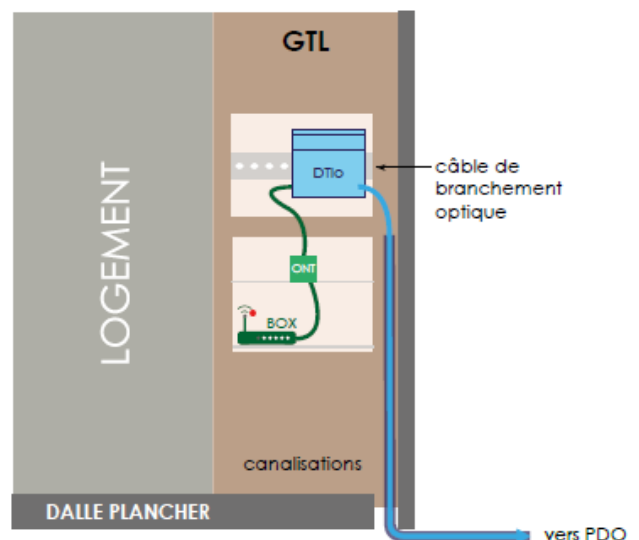 GTL
LOGEMENT
DTIo
câble de
branchement
optique
ONT
BOX
canalisations
DALLE PLANCHER
vers PDO